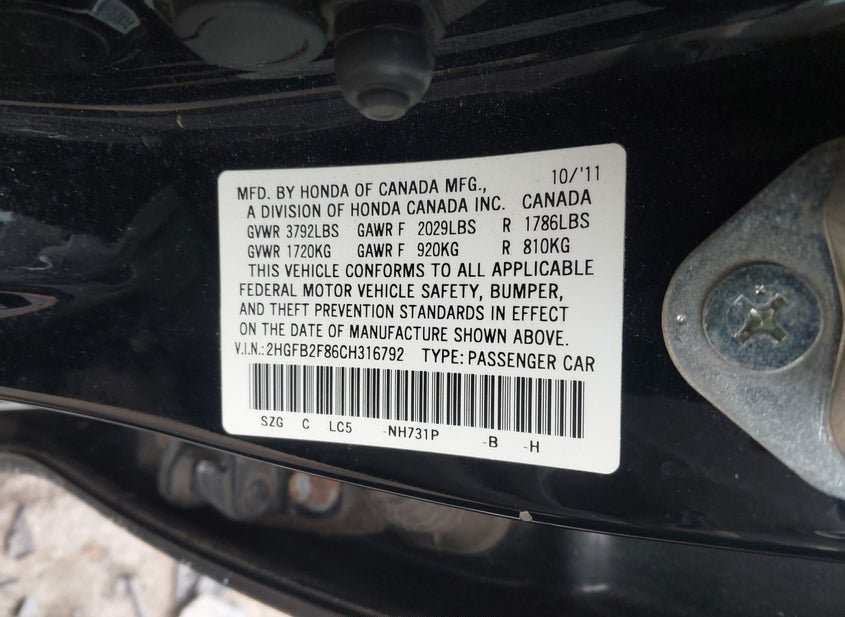 10/'11
MFD. BY HONDA OF CANADA MFG.,
A DIVISION OF HONDA CANADA INC. CANADA
GVWR 3792LBS GAWR F 2029LBS R 1786LBS
GVWR 1720KG GAWR F 920KG R 810KG
THIS VEHICLE CONFORMS TO ALL APPLICABLE
FEDERAL MOTOR VEHICLE SAFETY, BUMPER,
AND THEFT PREVENTION STANDARDS IN EFFECT
ON THE DATE OF MANUFACTURE SHOWN ABOVE.
V.I.N.:2HGFB2F86CH316792 TYPE: PASSENGER CAR
SZG C LC5 -NH731P -B -H